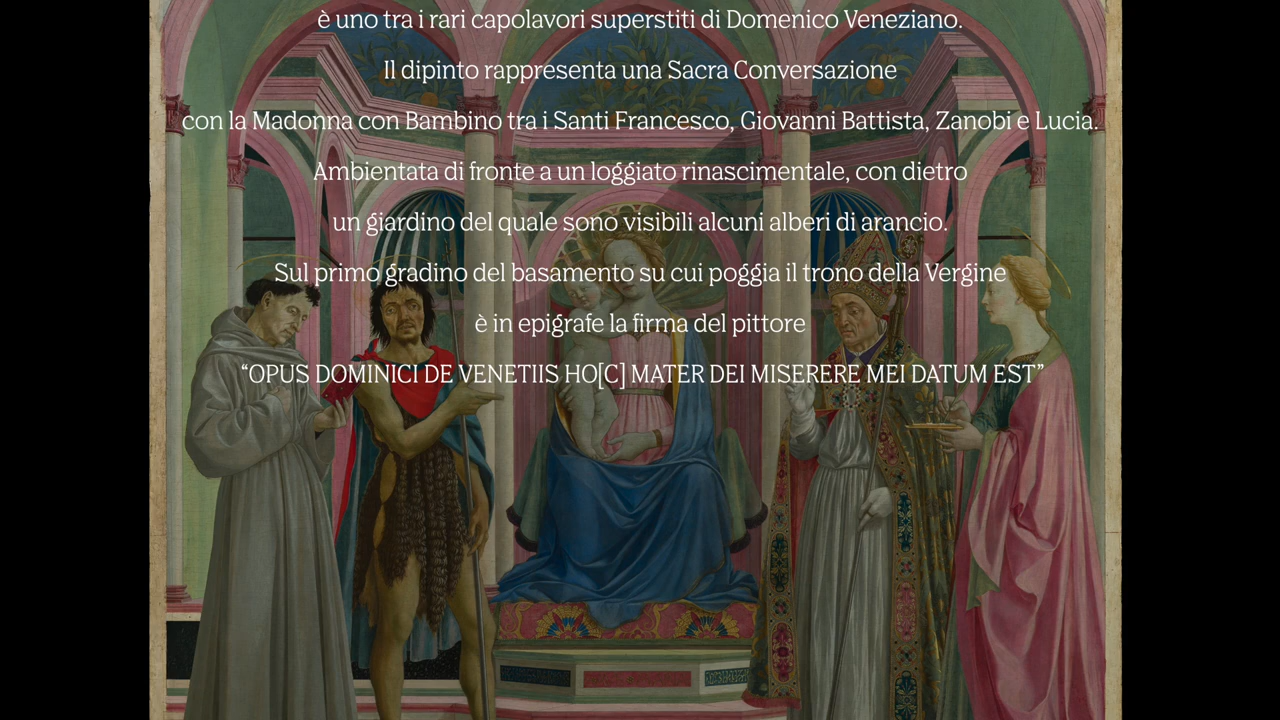 è uno tra i rari capolavori superstiti di Domenico Veneziano.
Il dipinto rappresenta una Sacra Conversazione
con la Madonna con Bambino tra i Santi Francesco, Giovanni Battista, Zanobi e Lucia.
Ambientata di fronte a un loggiato rinascimentale, con dietro
un giardino del quale sono visibili alcuni alberi di arancio.
Sul primo gradino del basamento su cui poggia il trono della Vergine
è in epigrafe la firma del pittore
“OPUS DOMINICI DE VENETIIS HO[C] MATER DEI MISERERE MEI DATUM EST”